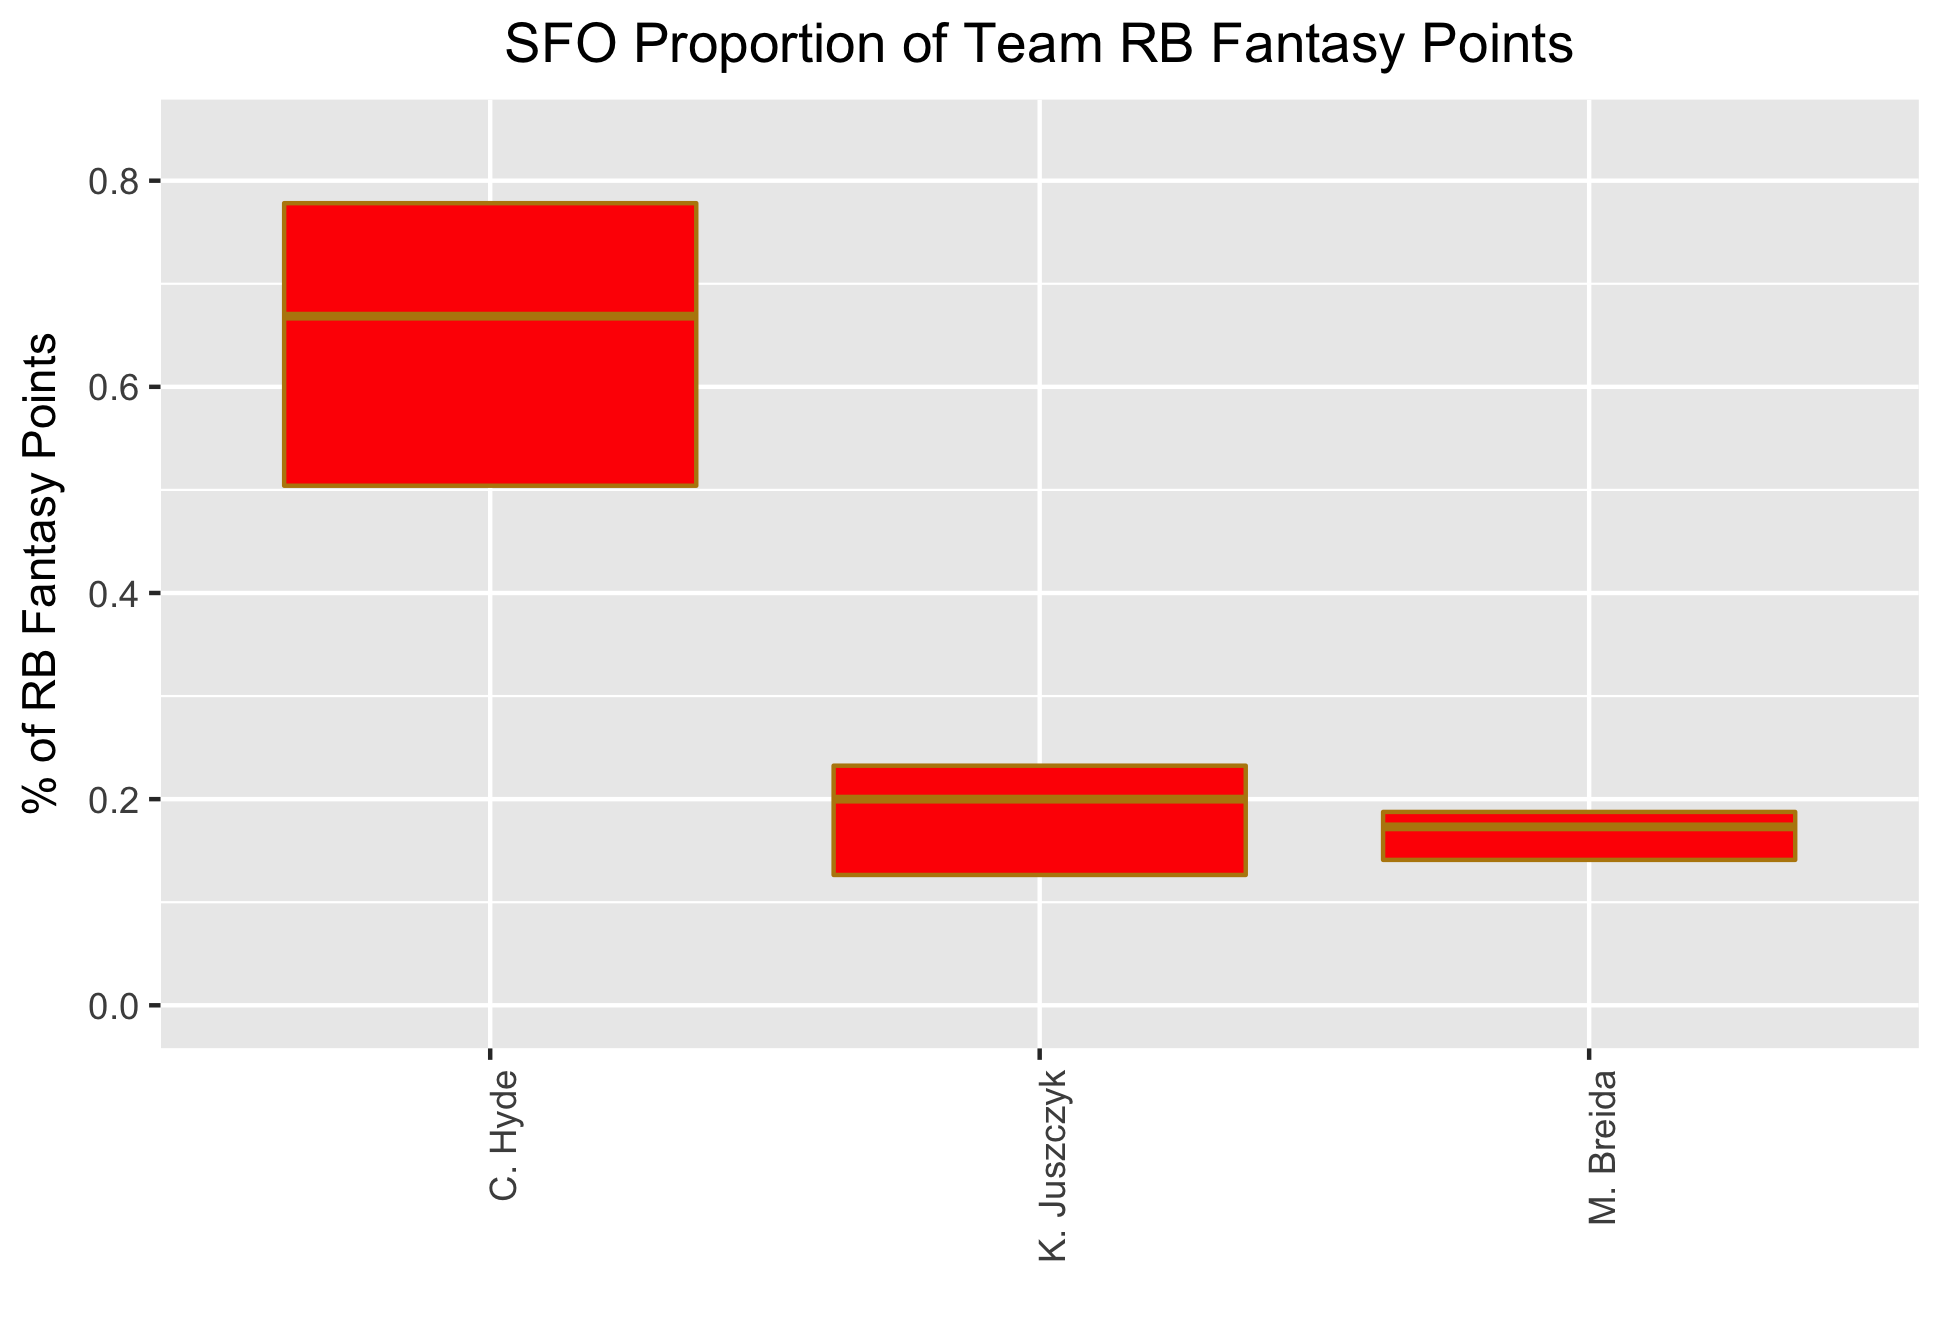 SFO Proportion of Team RB Fantasy Points
% of RB Fantasy Points
0.8
0.6
0.4
0.2
0.0
C. Hyde
K. Juszczyk
M. Breida